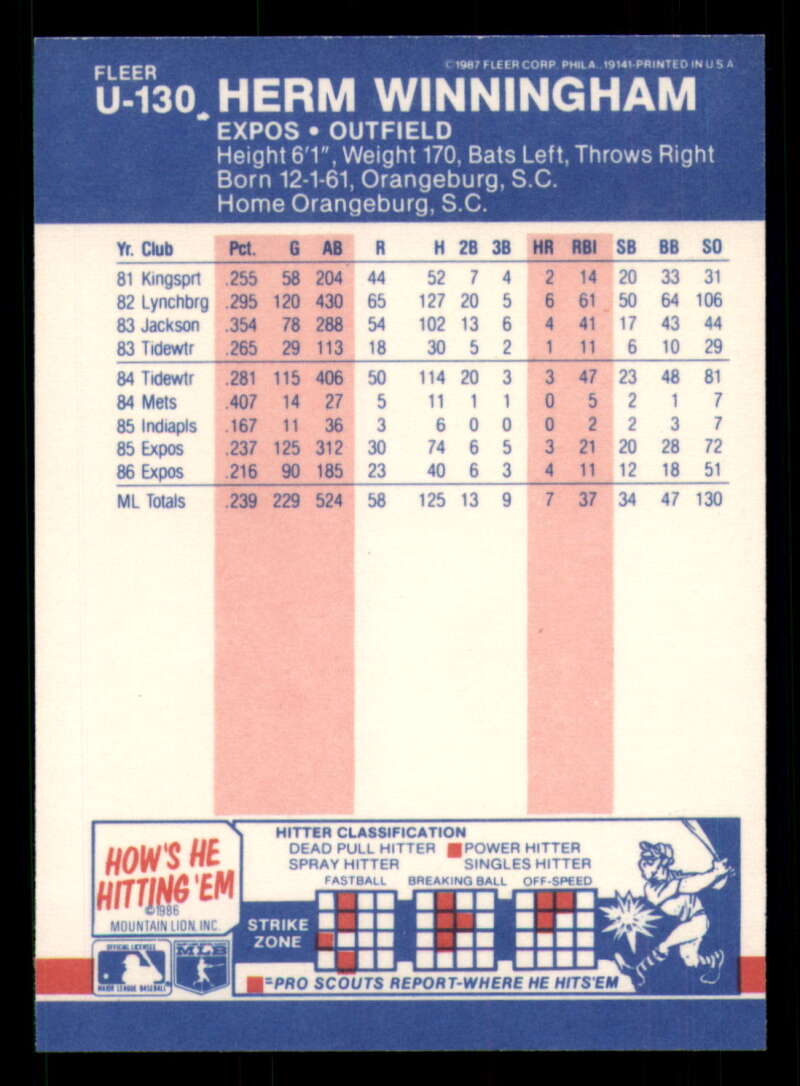 ©1987 FLEER CORP. PHILA., 19141-PRINTED IN U S A
FLEER
U-130 HERM WINNINGHAM
EXPOS • OUTFIELD
Height 6'1", Weight 170, Bats Left, Throws Right
Born 12-1-61, Orangeburg, S.C.
Home Orangeburg, S.C.
Yr. Club Pct. G AB R H 2B 3B HR RBI SB BB SO
81 Kingsprt .255 58 204 44 52 7 4 2 14 20 33 31
82 Lynchbrg .295 120 430 65 127 20 5 6 61 50 64 106
83 Jackson .354 78 288 54 102 13 6 4 41 17 43 44
83 Tidewtr .265 29 113 18 30 5 2 1 11 6 10 29
84 Tidewtr .281 115 406 50 114 20 3 3 47 23 48 81
84 Mets .407 14 27 5 11 1 1 0 5 2 1 7
85 Indiapls .167 11 36 3 6 0 0 0 2 2 3 7
85 Expos .237 125 312 30 74 6 5 3 21 20 28 72
86 Expos .216 90 185 23 40 6 3 4 11 12 18 51
ML Totals .239 229 524 58 125 13 9 7 37 34 47 130
HOW'S HE
HITTING 'EM
©1986
MOUNTAIN LION, INC.
HITTER CLASSIFICATION
DEAD PULL HITTER POWER HITTER
SPRAY HITTER SINGLES HITTER
FASTBALL BREAKING BALL OFF-SPEED
STRIKE
ZONE
=PRO SCOUTS REPORT-WHERE HE HITS'EM
OFFICIAL LICENSEE
MAJOR LEAGUE BASEBALL
MLB